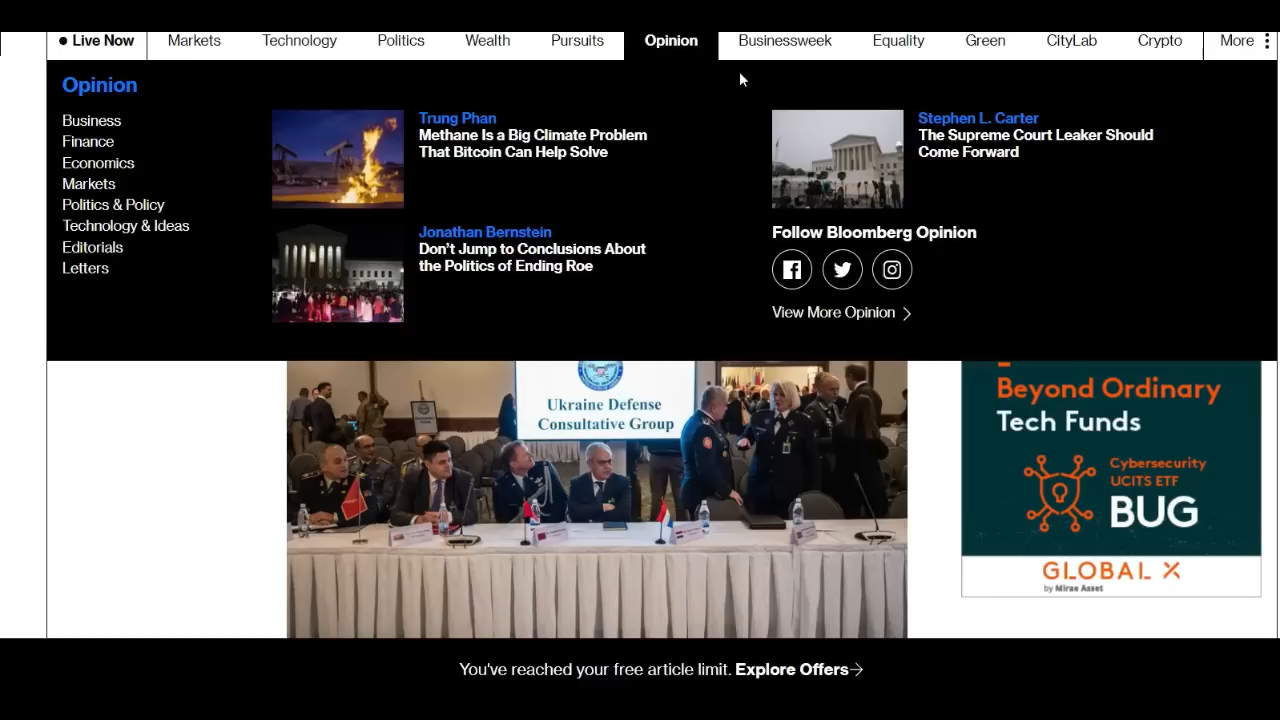 Live Now
Markets
Technology
Politics
Wealth
Pursuits
Opinion
Businessweek
Equality
Green
CityLab
Crypto
More
Opinion
Business
Finance
Economics
Markets
Politics & Policy
Technology & Ideas
Editorials
Letters
Trung Phan
Methane Is a Big Climate Problem
That Bitcoin Can Help Solve
Jonathan Bernstein
Don't Jump to Conclusions About
the Politics of Ending Roe
Stephen L. Carter
The Supreme Court Leaker Should
Come Forward
Follow Bloomberg Opinion
View More Opinion
Ukraine Defense
Consultative Group
Beyond Ordinary
Tech Funds
Cybersecurity
UCITS ETF
BUG
GLOBAL X
by Mirae Asset
You've reached your free article limit. Explore Offers